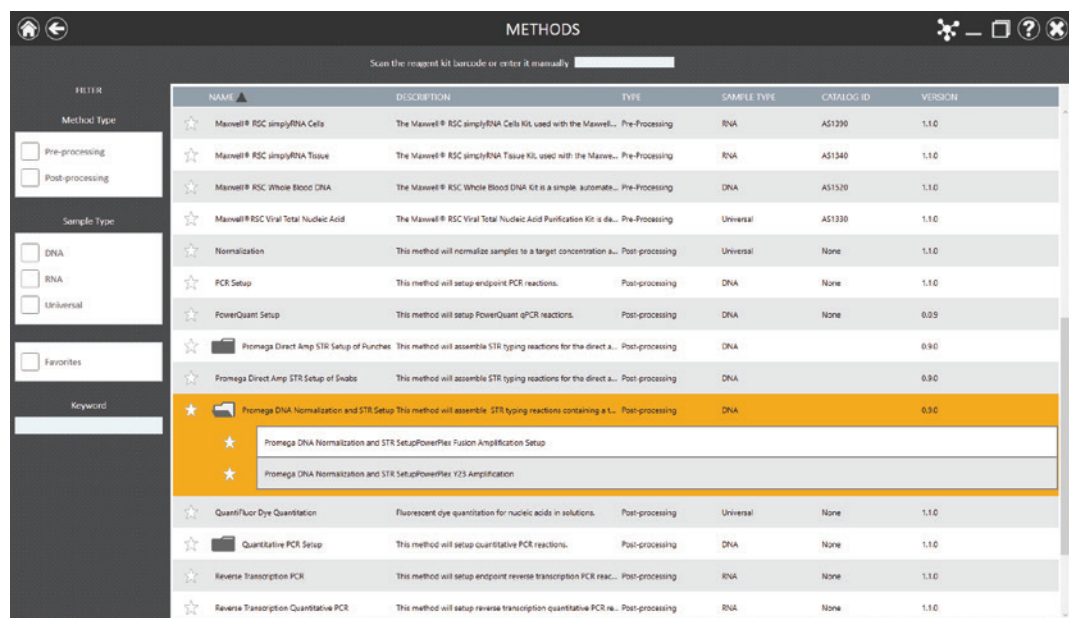 METHODS
Scan the reagent kit barcode or enter it manually
FILTER
Method Type
Pre-processing
Post-processing
Sample Type
DNA
RNA
Universal
Favorites
Keyword
NAME DESCRIPTION TYPE SAMPLE TYPE CATALOG ID VERSION
Maxwell® RSC simplyRNA Cells The Maxwell® RSC simplyRNA Cells Kit, used with the Maxwell... Pre-Processing RNA AS1390 1.1.0
Maxwell® RSC simplyRNA Tissue The Maxwell® RSC simplyRNA Tissue Kit, used with the Maxwe... Pre-Processing RNA AS1340 1.1.0
Maxwell® RSC Whole Blood DNA The Maxwell® RSC Whole Blood DNA Kit is a simple, automate... Pre-Processing DNA AS1520 1.1.0
Maxwell® RSC Viral Total Nucleic Acid The Maxwell® RSC Viral Total Nucleic Acid Purification Kit is de... Pre-Processing Universal AS1330 1.1.0
Normalization This method will normalize samples to a target concentration a... Post-processing Universal None 1.1.0
PCR Setup This method will setup endpoint PCR reactions. Post-processing DNA None 1.1.0
PowerQuant Setup This method will setup PowerQuant qPCR reactions. Post-processing DNA None 0.0.9
Promega Direct Amp STR Setup of Punches This method will assemble STR typing reactions for the direct a... Post-processing DNA 0.9.0
Promega Direct Amp STR Setup of Swabs This method will assemble STR typing reactions for the direct a... Post-processing DNA 0.9.0
Promega DNA Normalization and STR Setup This method will assemble STR typing reactions containing a t... Post-processing DNA 0.9.0
Promega DNA Normalization and STR SetupPowerPlex Fusion Amplification Setup
Promega DNA Normalization and STR SetupPowerPlex Y23 Amplification
QuantiFluor Dye Quantitation Fluorescent dye quantitation for nucleic acids in solutions. Post-processing Universal None 1.1.0
Quantitative PCR Setup This method will setup quantitative PCR reactions. Post-processing DNA None 1.1.0
Reverse Transcription PCR This method will setup endpoint reverse transcription PCR reac... Post-processing RNA None 1.1.0
Reverse Transcription Quantitative PCR This method will setup reverse transcription quantitative PCR re... Post-processing RNA None 1.1.0